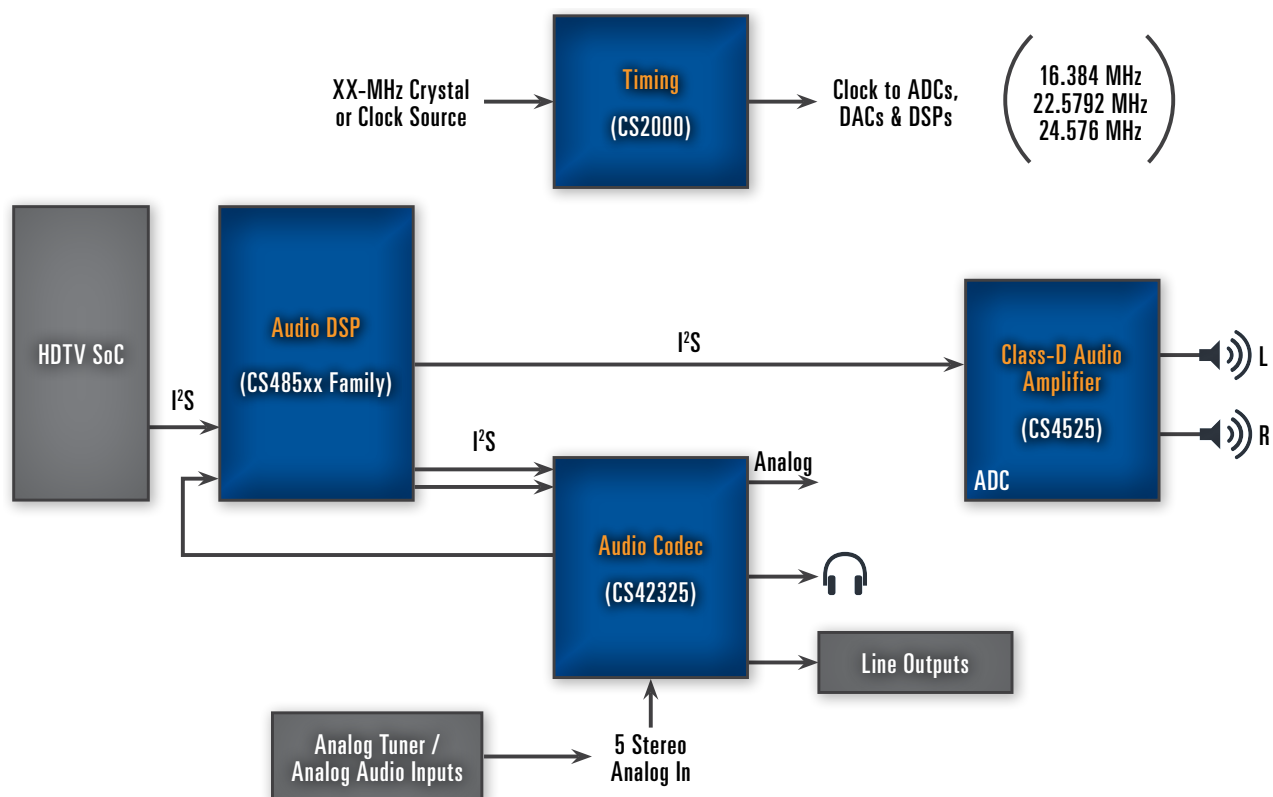 XX-MHz Crystal
or Clock Source
Timing
(CS2000)
Clock to ADCs,
DACs & DSPs
16.384 MHz
22.5792 MHz
24.576 MHz
HDTV SoC
I²S
Audio DSP
(CS485xx Family)
I²S
I²S
Class-D Audio
Amplifier
(CS4525)
ADC
L
R
Audio Codec
(CS42325)
Analog
Line Outputs
Analog Tuner /
Analog Audio Inputs
5 Stereo
Analog In